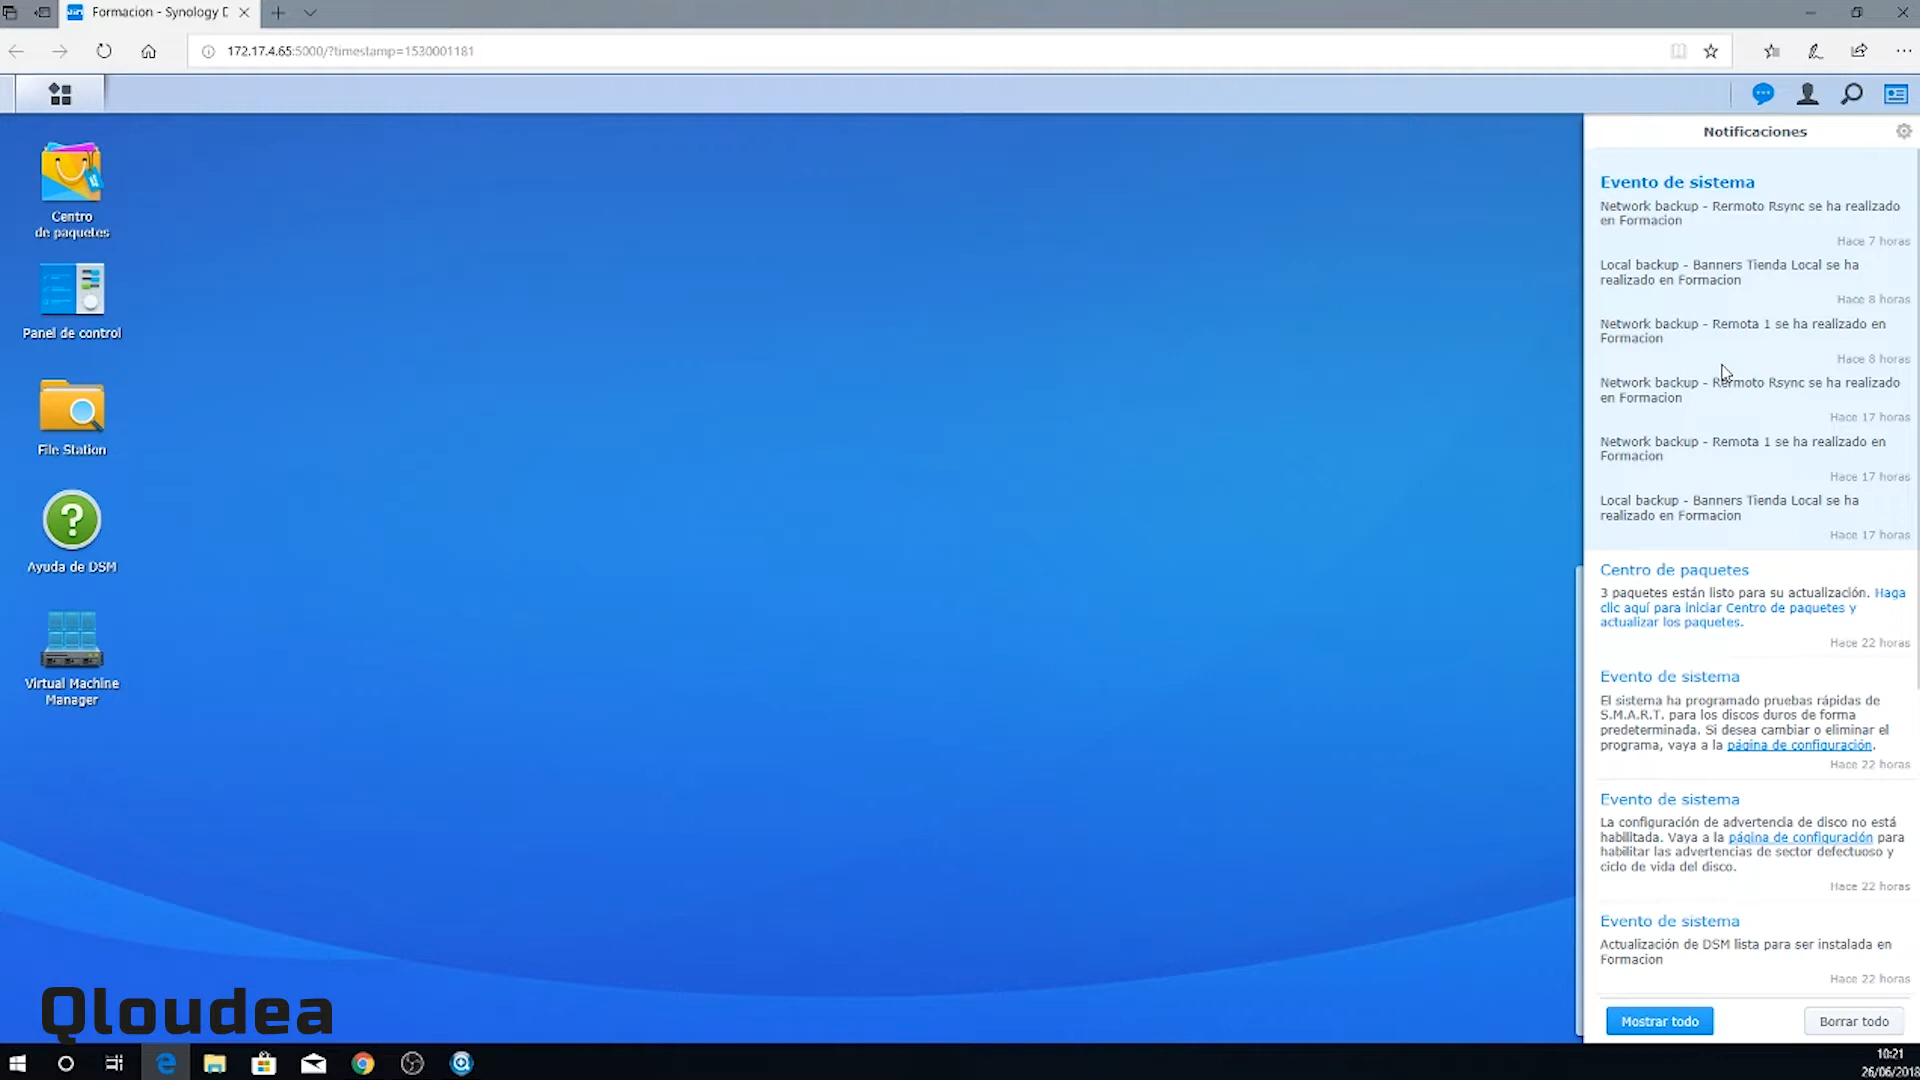 Formacion - Synology D
172.17.4.65:5000/?timestamp=1530001181
Centro
de paquetes
Panel de control
File Station
?
Ayuda de DSM
Virtual Machine
Manager
Notificaciones
Evento de sistema
Network backup - Rermoto Rsync se ha realizado
en Formacion
Hace 7 horas
Local backup - Banners Tienda Local se ha
realizado en Formacion
Hace 8 horas
Network backup - Remota 1 se ha realizado en
Formacion
Hace 8 horas
Network backup - Rermoto Rsync se ha realizado
en Formacion
Hace 17 horas
Network backup - Remota 1 se ha realizado en
Formacion
Hace 17 horas
Local backup - Banners Tienda Local se ha
realizado en Formacion
Hace 17 horas
Centro de paquetes
3 paquetes están listo para su actualización. Haga
clic aquí para iniciar Centro de paquetes y
actualizar los paquetes.
Hace 22 horas
Evento de sistema
El sistema ha programado pruebas rápidas de
S.M.A.R.T. para los discos duros de forma
predeterminada. Si desea cambiar o eliminar el
programa, vaya a la página de configuración.
Hace 22 horas
Evento de sistema
La configuración de advertencia de disco no está
habilitada. Vaya a la página de configuración para
habilitar las advertencias de sector defectuoso y
ciclo de vida del disco.
Hace 22 horas
Evento de sistema
Actualización de DSM lista para ser instalada en
Formacion
Hace 22 horas
Mostrar todo
Borrar todo
Qloudea
10:21
26/06/2018